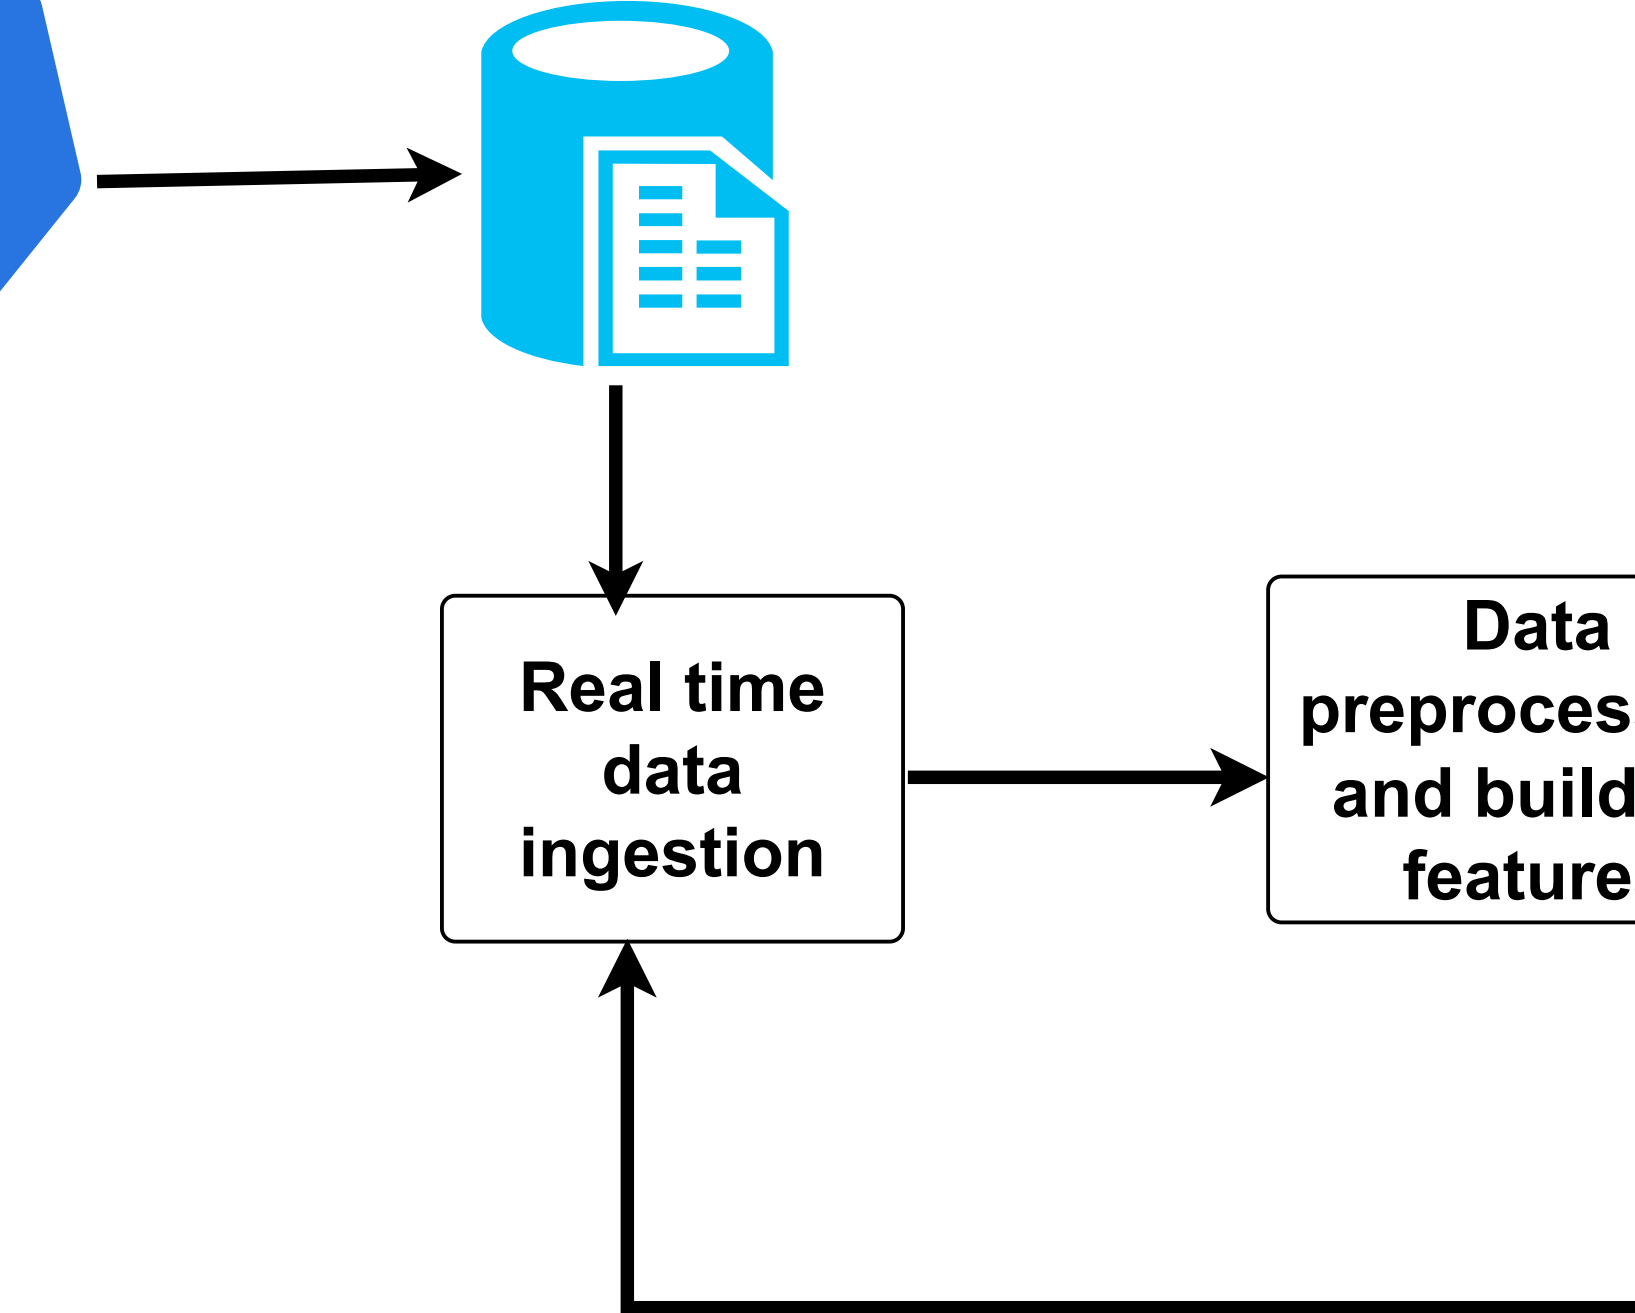 Real time
data
ingestion
Data
preproces
and build
feature